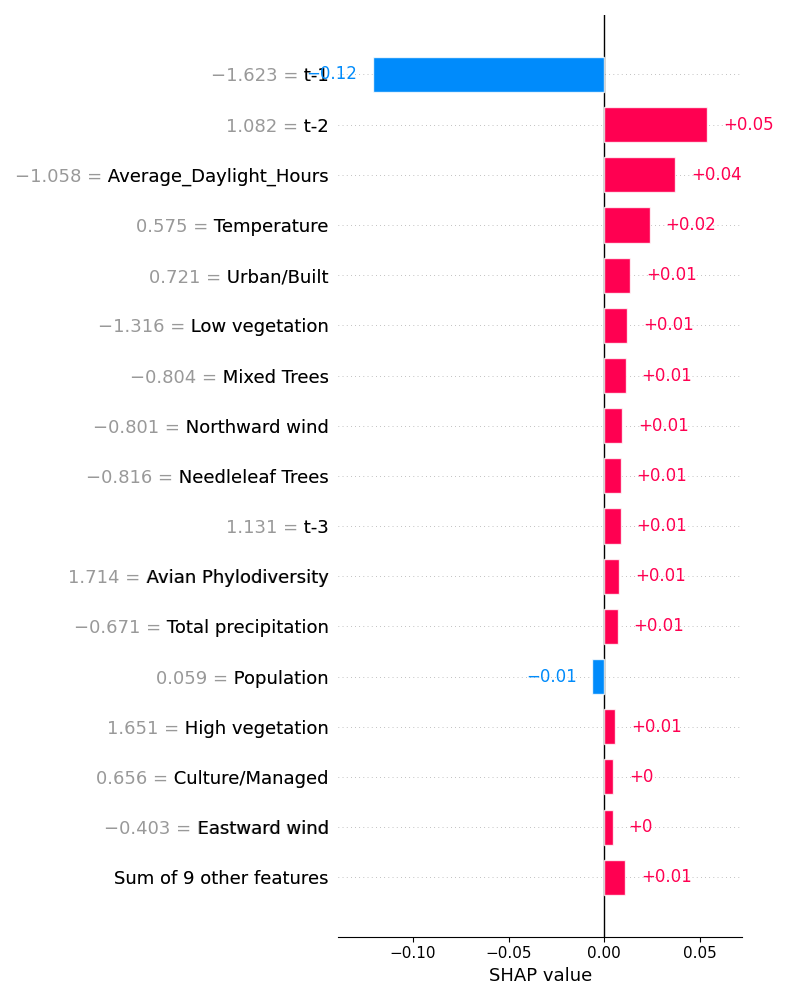 −1.623 = t-1 −0.12
1.082 = t-2 +0.05
−1.058 = Average_Daylight_Hours +0.04
0.575 = Temperature +0.02
0.721 = Urban/Built +0.01
−1.316 = Low vegetation +0.01
−0.804 = Mixed Trees +0.01
−0.801 = Northward wind +0.01
−0.816 = Needleleaf Trees +0.01
1.131 = t-3 +0.01
1.714 = Avian Phylodiversity +0.01
−0.671 = Total precipitation +0.01
0.059 = Population −0.01
1.651 = High vegetation +0.01
0.656 = Culture/Managed +0
−0.403 = Eastward wind +0
Sum of 9 other features +0.01
−0.10 −0.05 0.00 0.05
SHAP value